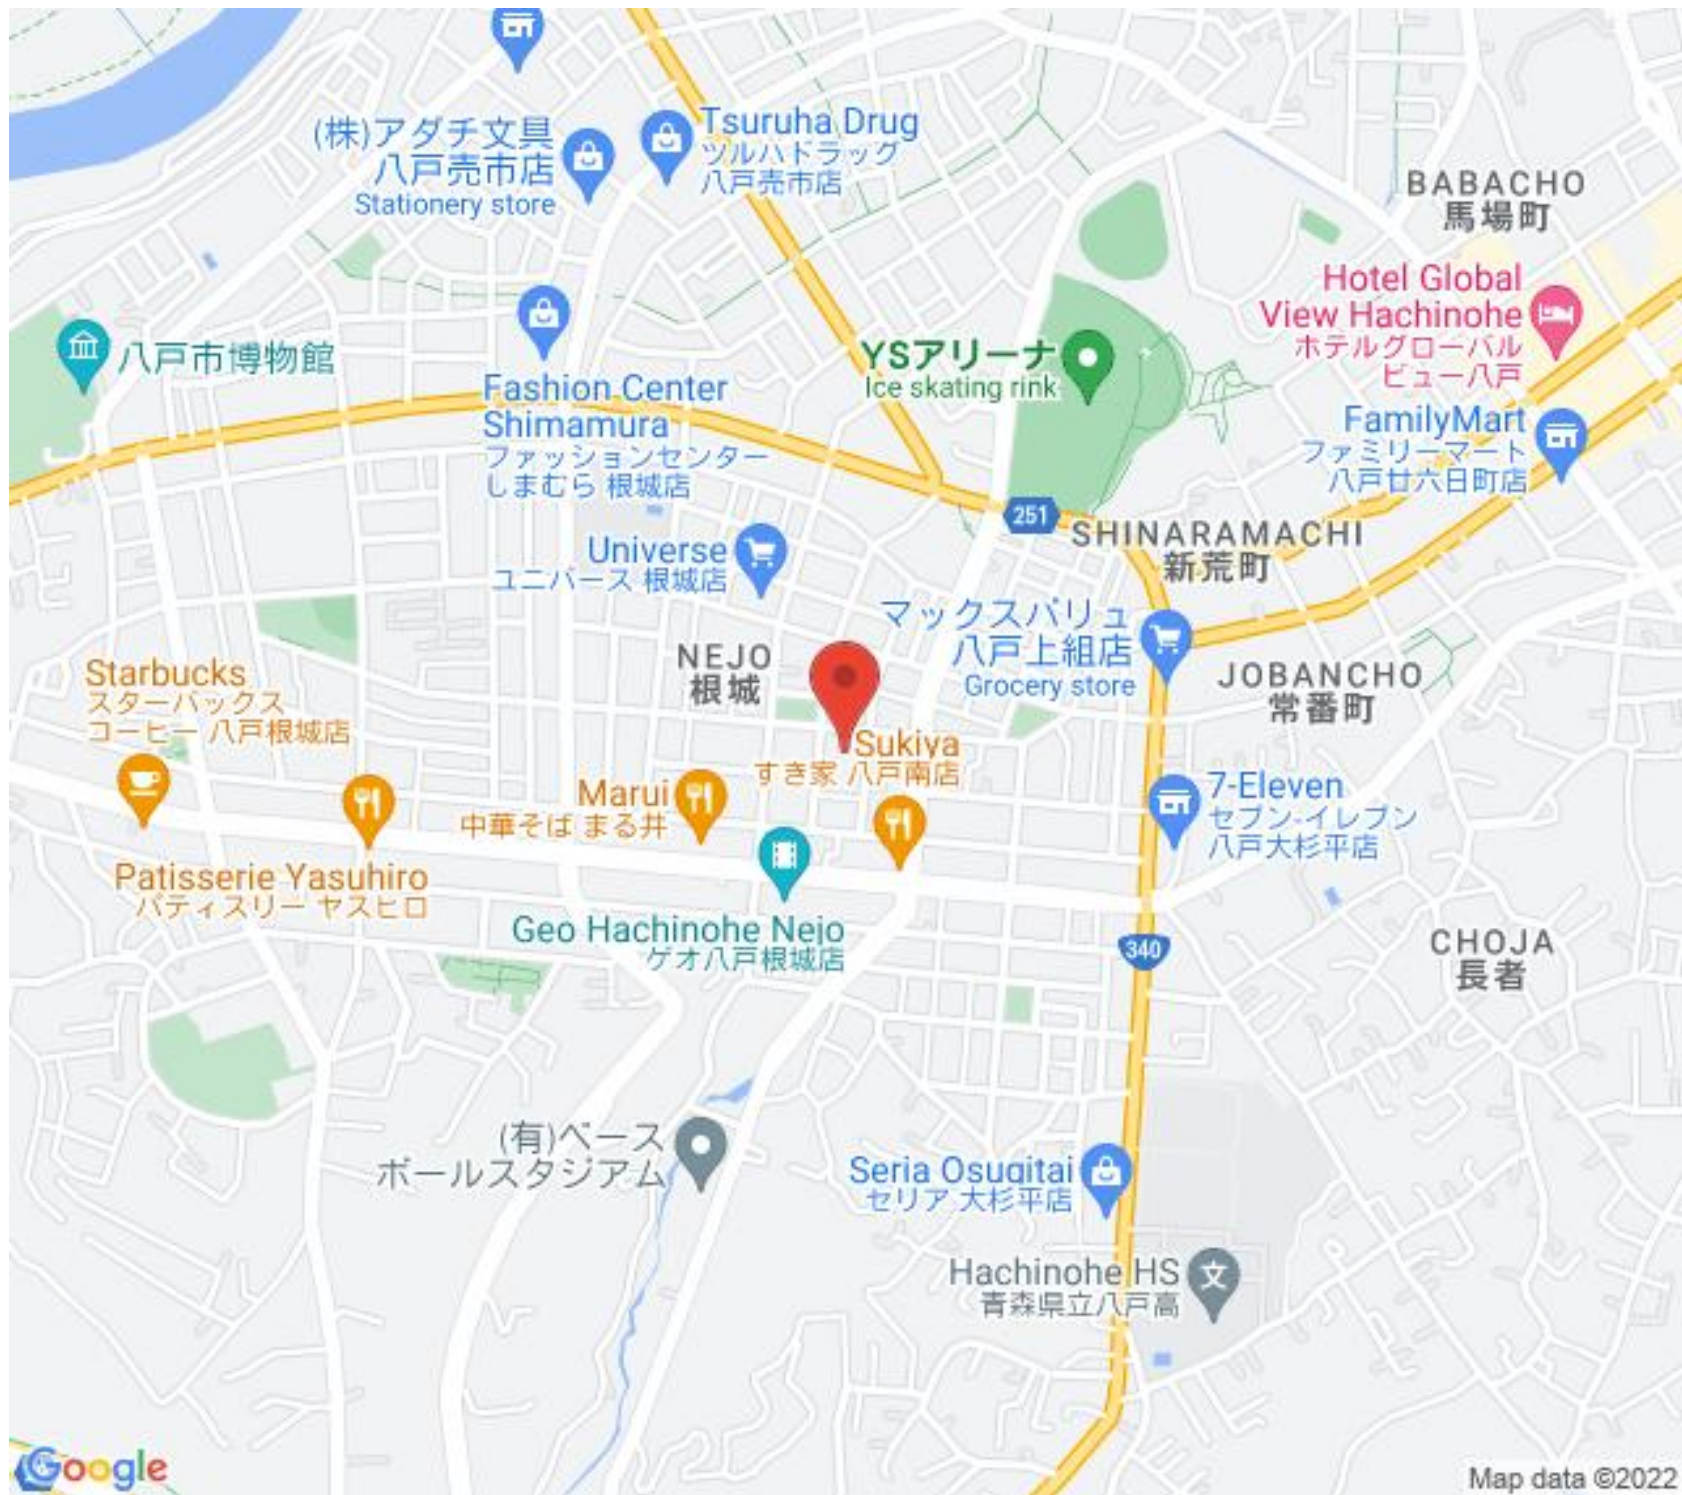 (株)アダチ文具
八戸売市店
Stationery store
Tsuruha Drug
ツルハドラッグ
八戸売市店
BABACHO
馬場町
Hotel Global
View Hachinohe
ホテルグローバル
ビュー八戸
八戸市博物館
YSアリーナ
Ice skating rink
Fashion Center
Shimamura
ファッションセンター
しまむら 根城店
FamilyMart
ファミリーマート
八戸廿六日町店
251
SHINARAMACHI
新荒町
Universe
ユニバース 根城店
マックスバリュ
八戸上組店
Grocery store
NEJO
根城
JOBANCHO
常番町
Starbucks
スターバックス
コーヒー 八戸根城店
Sukiya
すき家 八戸南店
Marui
中華そば まる井
7-Eleven
セブン-イレブン
八戸大杉平店
Patisserie Yasuhiro
パティスリー ヤスヒロ
Geo Hachinohe Nejo
ゲオ八戸根城店
340
CHOJA
長者
(有)ベース
ボールスタジアム
Seria Osugitai
セリア 大杉平店
Hachinohe HS
文
青森県立八戸高
Google
Map data ©2022